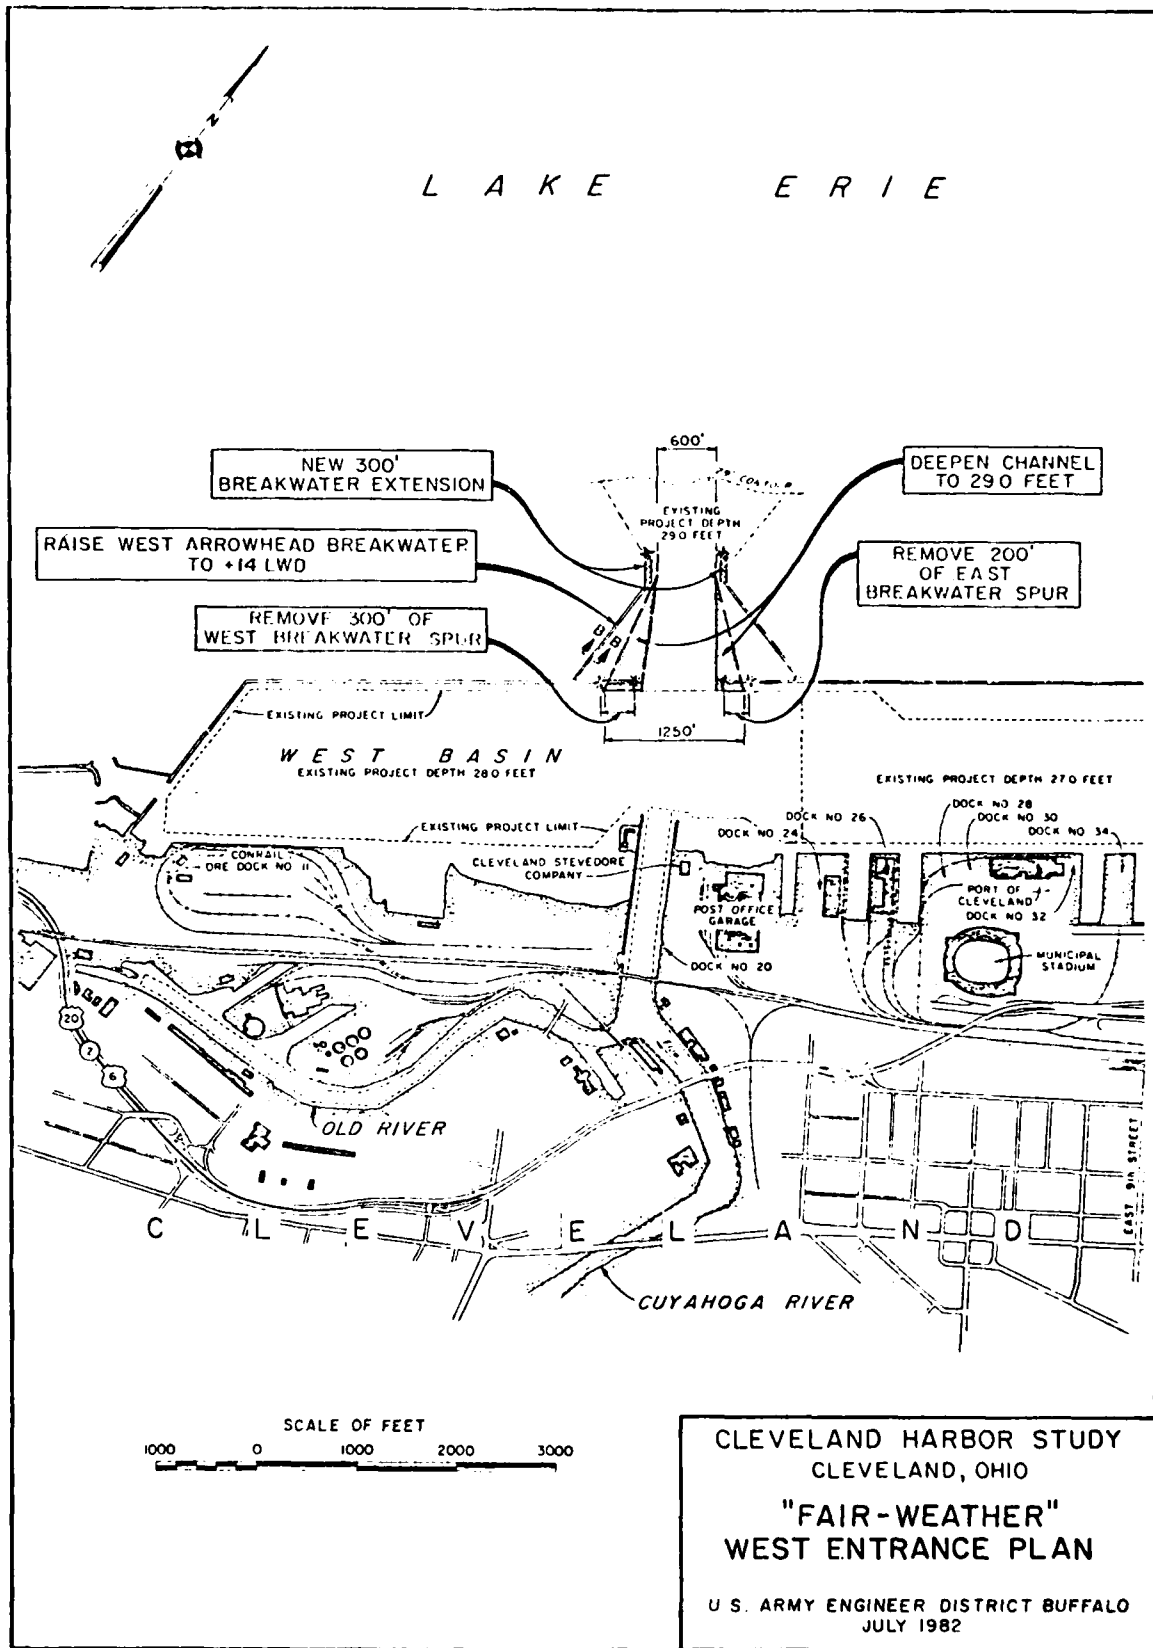 N
LAKE ERIE
600'
NEW 300'
BREAKWATER EXTENSION
DEEPEN CHANNEL
TO 29.0 FEET
29' CONTOUR
EXISTING
PROJECT DEPTH
29.0 FEET
RAISE WEST ARROWHEAD BREAKWATER
TO +14 LWD
REMOVE 200'
OF EAST
BREAKWATER SPUR
REMOVE 300' OF
WEST BREAKWATER SPUR
B B
EXISTING PROJECT LIMIT
1250'
WEST BASIN
EXISTING PROJECT DEPTH 28.0 FEET
EXISTING PROJECT DEPTH 27.0 FEET
DOCK NO 28
DOCK NO 26
DOCK NO 30
EXISTING PROJECT LIMIT
DOCK NO 24
DOCK NO 34
CONRAIL
ORE DOCK NO 11
CLEVELAND STEVEDORE
COMPANY
PORT OF
CLEVELAND
DOCK NO 32
POST OFFICE
GARAGE
MUNICIPAL
STADIUM
DOCK NO 20
20
2
6
OLD RIVER
EAST 9th STREET
CLEVELAND
CUYAHOGA RIVER
SCALE OF FEET
1000 0 1000 2000 3000
CLEVELAND HARBOR STUDY
CLEVELAND, OHIO
"FAIR-WEATHER"
WEST ENTRANCE PLAN
U S. ARMY ENGINEER DISTRICT BUFFALO
JULY 1982